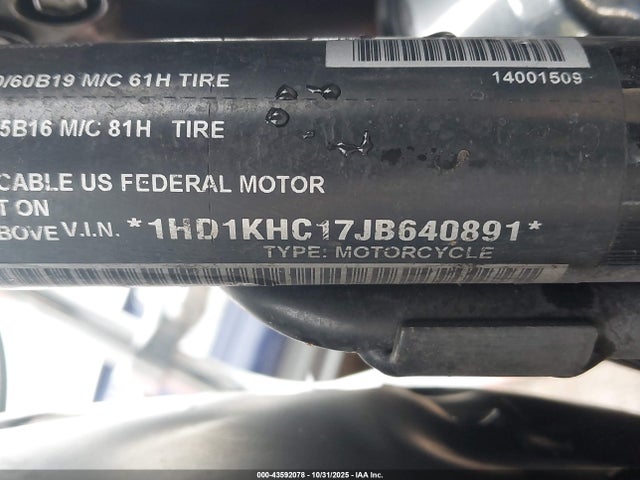 14001509
/60B19 M/C 61H TIRE
5B16 M/C 81H TIRE
CABLE US FEDERAL MOTOR
T ON
BOVE V.I.N. *1HD1KHC17JB640891*
TYPE: MOTORCYCLE
000-43592078 - 10/31/2025 - IAA Inc.